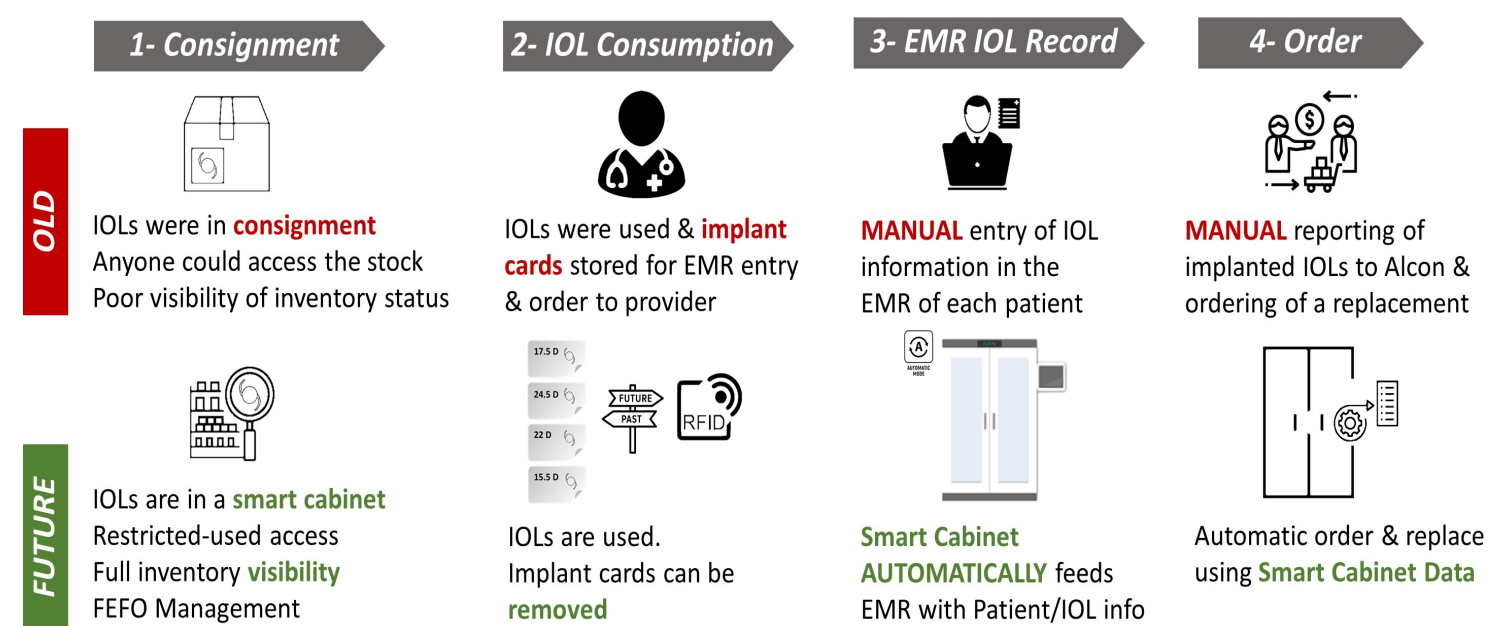 1- Consignment
2- IOL Consumption
3- EMR IOL Record
4- Order
OLD
IOLs were in consignment
Anyone could access the stock
Poor visibility of inventory status
IOLs were used & implant
cards stored for EMR entry
& order to provider
MANUAL entry of IOL
information in the
EMR of each patient
MANUAL reporting of
implanted IOLs to Alcon &
ordering of a replacement
FUTURE
IOLs are in a smart cabinet
Restricted-used access
Full inventory visibility
FEFO Management
17.5 D
24.5 D
22 D
15.5 D
FUTURE
PAST
RFID
IOLs are used.
Implant cards can be
removed
A
AUTOMATIC
MODE
Smart Cabinet
AUTOMATICALLY feeds
EMR with Patient/IOL info
$
Automatic order & replace
using Smart Cabinet Data